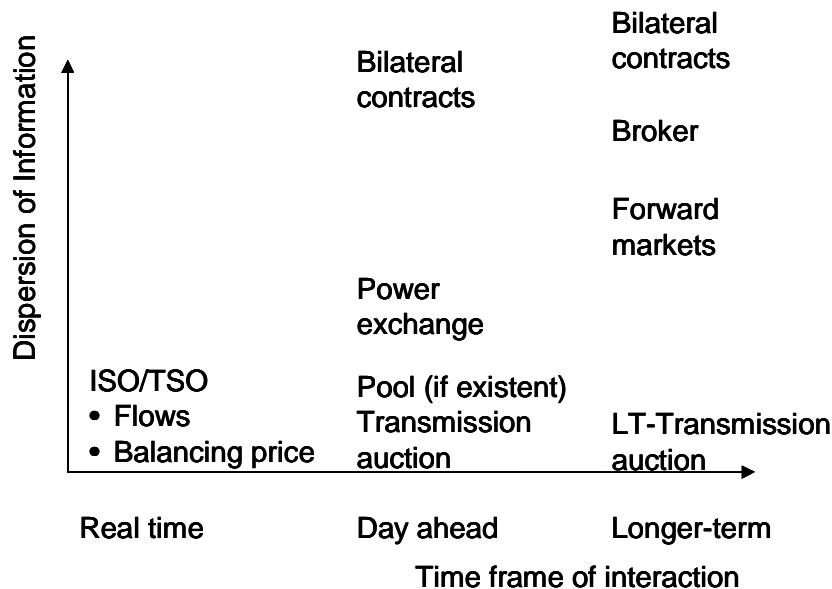 Dispersion of Information
Bilateral
contracts
Bilateral
contracts
Broker
Forward
markets
Power
exchange
ISO/TSO
• Flows
• Balancing price
Pool (if existent)
Transmission
auction
LT-Transmission
auction
Real time
Day ahead
Longer-term
Time frame of interaction